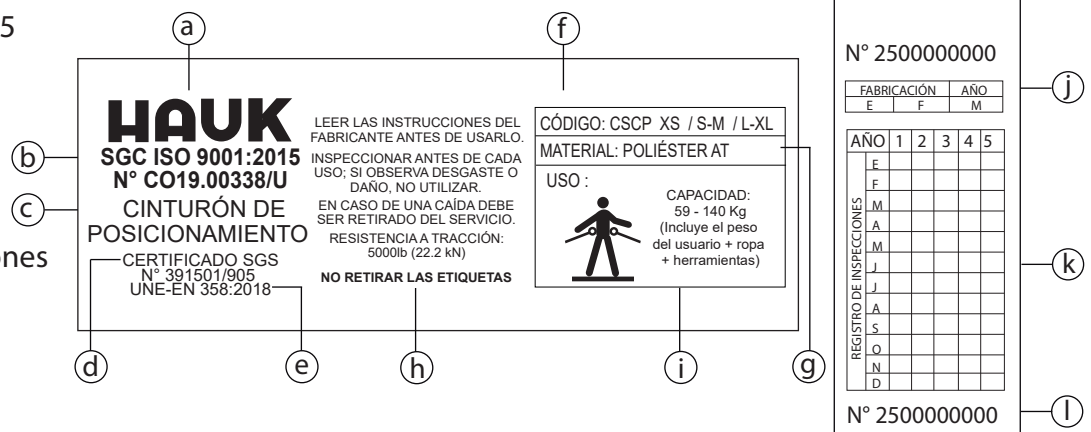 5
ones
a
b
c
d
e
f
g
h
i
j
k
l
HAUK
SGC ISO 9001:2015
N° CO19.00338/U
CINTURÓN DE
POSICIONAMIENTO
CERTIFICADO SGS
N° 391501/905
UNE-EN 358:2018
LEER LAS INSTRUCCIONES DEL
FABRICANTE ANTES DE USARLO.
INSPECCIONAR ANTES DE CADA
USO; SI OBSERVA DESGASTE O
DAÑO, NO UTILIZAR.
EN CASO DE UNA CAÍDA DEBE
SER RETIRADO DEL SERVICIO.
RESISTENCIA A TRACCIÓN:
5000lb (22.2 kN)
NO RETIRAR LAS ETIQUETAS
CÓDIGO: CSCP XS / S-M / L-XL
MATERIAL: POLIÉSTER AT
USO :
CAPACIDAD:
59 - 140 Kg
(Incluye el peso
del usuario + ropa
+ herramientas)
N° 2500000000
FABRICACIÓN AÑO
E F M
AÑO 1 2 3 4 5
REGISTRO DE INSPECCIONES
E
F
M
A
M
J
J
A
S
O
N
D
N° 2500000000